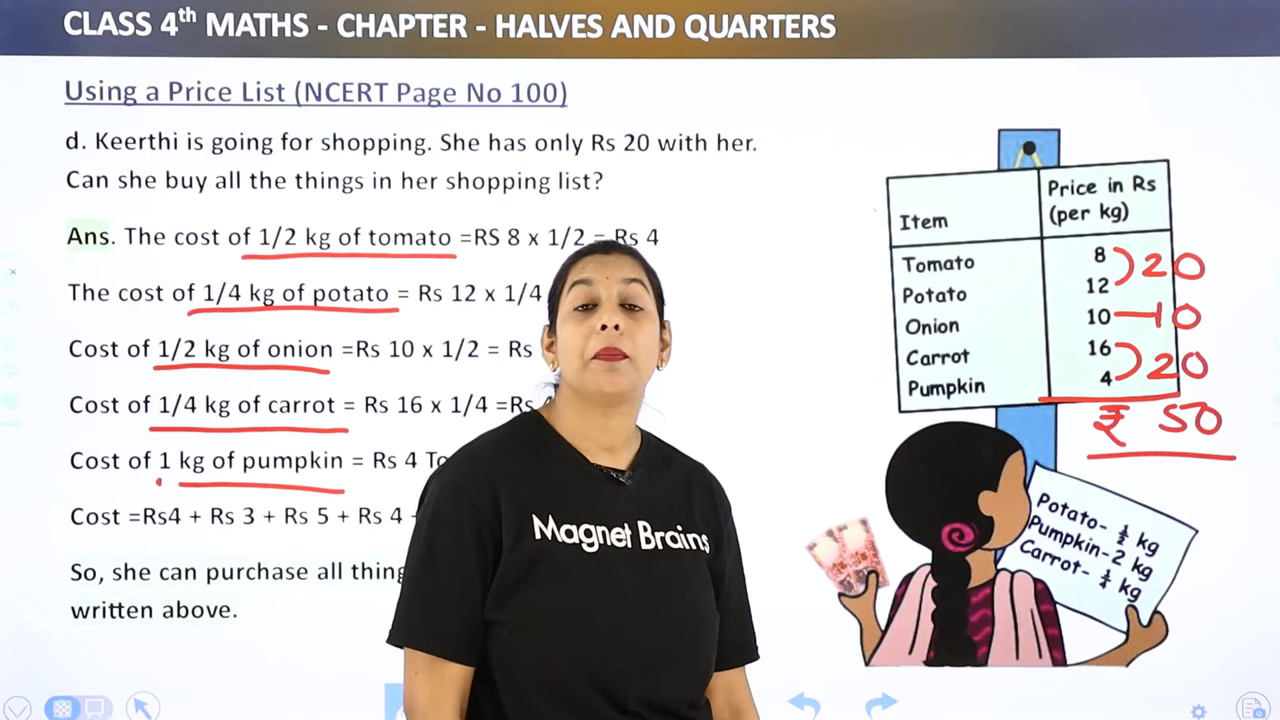 CLASS 4th MATHS - CHAPTER - HALVES AND QUARTERS
Using a Price List (NCERT Page No 100)
d. Keerthi is going for shopping. She has only Rs 20 with her.
Can she buy all the things in her shopping list?
Ans. The cost of 1/2 kg of tomato =RS 8 x 1/2 = Rs 4
The cost of 1/4 kg of potato = Rs 12 x 1/4
Cost of 1/2 kg of onion =Rs 10 x 1/2 = Rs
Cost of 1/4 kg of carrot = Rs 16 x 1/4 =Rs
Cost of 1 kg of pumpkin = Rs 4
Cost =Rs4 + Rs 3 + Rs 5 + Rs 4
So, she can purchase all
written above.
Item Price in Rs
(per kg)
Tomato 8
20
Potato 12
Onion 10 10
Carrot 16
20
Pumpkin 4
₹ 50
Potato- 1/2 kg
Pumpkin-2 kg
Carrot- 1/4 kg
Magnet Brains